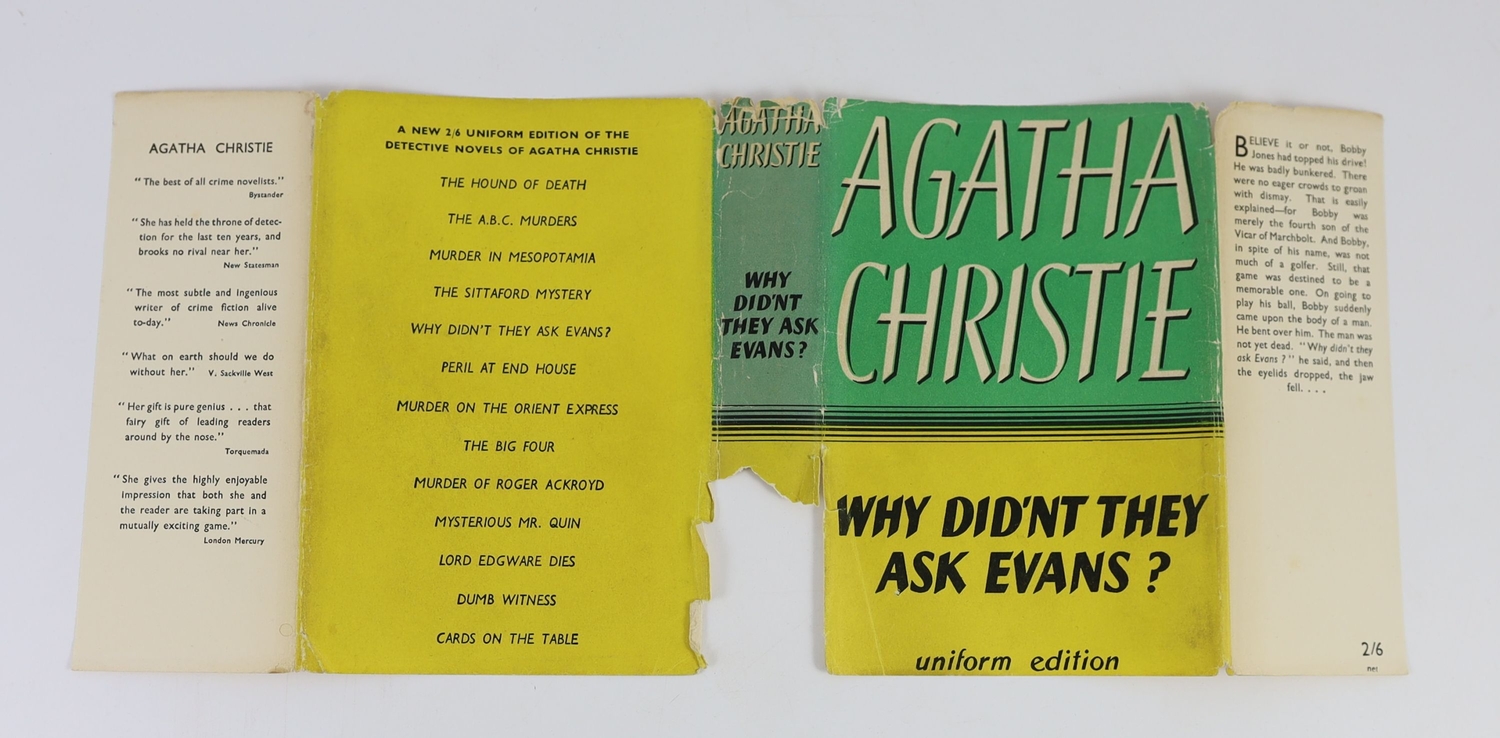 AGATHA CHRISTIE
"The best of all crime novelists."
Bystander
"She has held the throne of detec-
tion for the last ten years, and
brooks no rival near her."
New Statesman
"The most subtle and ingenious
writer of crime fiction alive
to-day." News Chronicle
"What on earth should we do
without her." V. Sackville West
"Her gift is pure genius . . . that
fairy gift of leading readers
around by the nose."
Torquemada
"She gives the highly enjoyable
impression that both she and
the reader are taking part in a
mutually exciting game."
London Mercury
A NEW 2/6 UNIFORM EDITION OF THE
DETECTIVE NOVELS OF AGATHA CHRISTIE
THE HOUND OF DEATH
THE A.B.C. MURDERS
MURDER IN MESOPOTAMIA
THE SITTAFORD MYSTERY
WHY DIDN'T THEY ASK EVANS?
PERIL AT END HOUSE
MURDER ON THE ORIENT EXPRESS
THE BIG FOUR
MURDER OF ROGER ACKROYD
MYSTERIOUS MR. QUIN
LORD EDGWARE DIES
DUMB WITNESS
CARDS ON THE TABLE
AGATHA
CHRISTIE
WHY
DID'NT
THEY ASK
EVANS?
AGATHA
CHRISTIE
WHY DID'NT THEY
ASK EVANS?
uniform edition
BELIEVE it or not, Bobby
Jones had topped his drive!
He was badly bunkered. There
were no eager crowds to groan
with dismay. That is easily
explained—for Bobby was
merely the fourth son of the
Vicar of Marchbolt. And Bobby,
in spite of his name, was not
much of a golfer. Still, that
game was destined to be a
memorable one. On going to
play his ball, Bobby suddenly
came upon the body of a man.
He bent over him. The man was
not yet dead. "Why didn't they
ask Evans?" he said, and then
the eyelids dropped, the jaw
fell. . . .
2/6
net